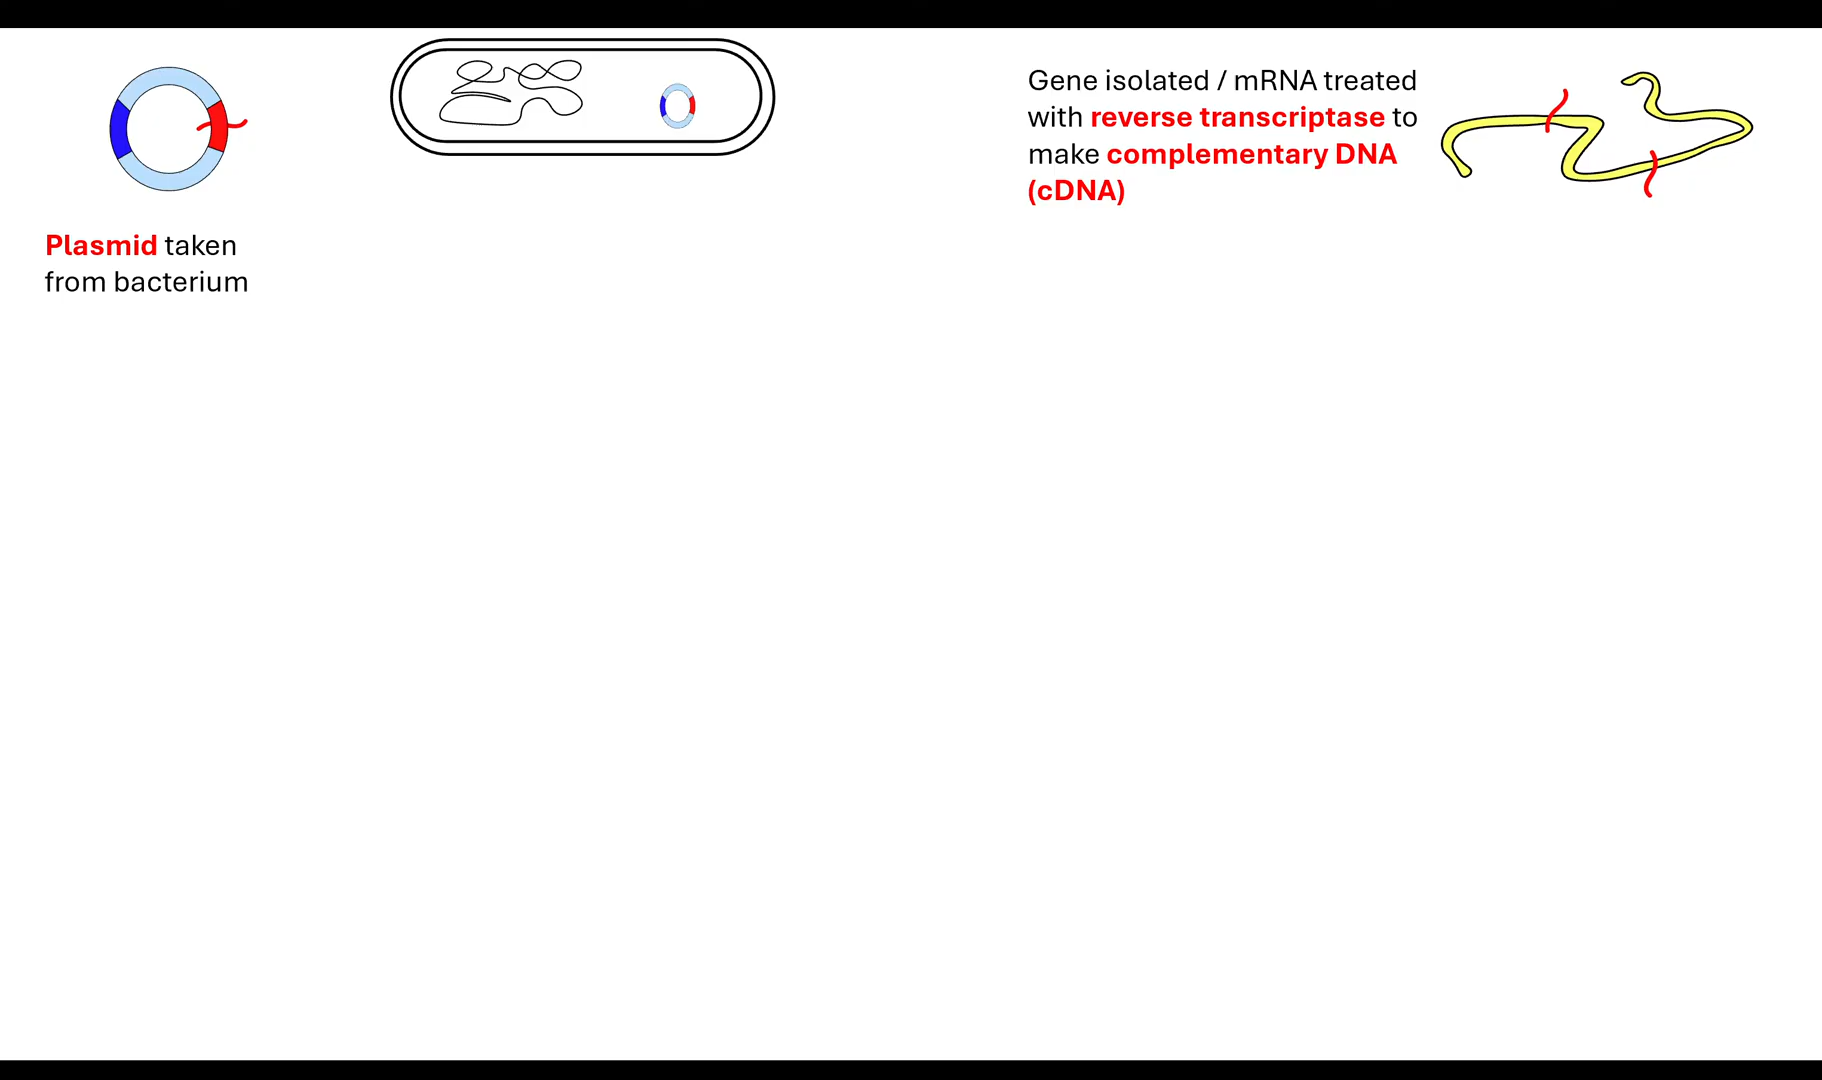 Gene isolated / mRNA treated
with reverse transcriptase to
make complementary DNA
(cDNA)
Plasmid taken
from bacterium